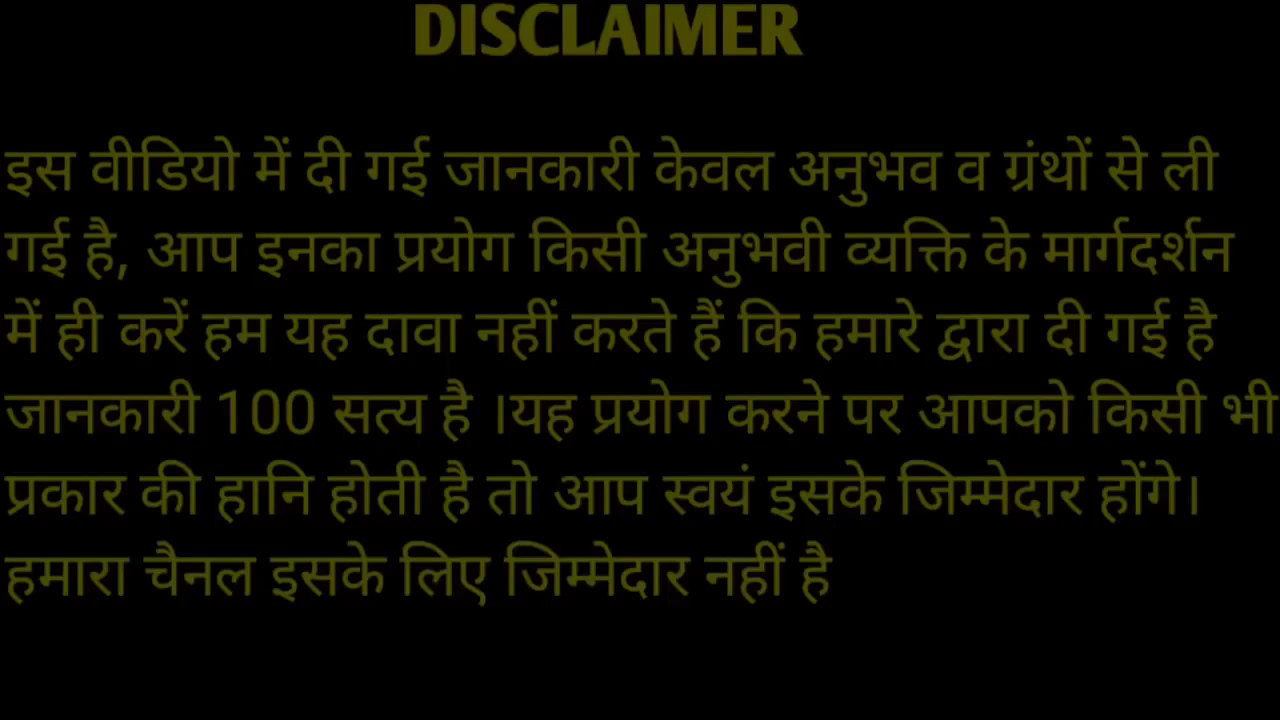 DISCLAIMER
इस वीडियो में दी गई जानकारी केवल अनुभव व ग्रंथों से ली
गई है, आप इनका प्रयोग किसी अनुभवी व्यक्ति के मार्गदर्शन
में ही करें हम यह दावा नहीं करते हैं कि हमारे द्वारा दी गई है
जानकारी 100 सत्य है ।यह प्रयोग करने पर आपको किसी भी
प्रकार की हानि होती है तो आप स्वयं इसके जिम्मेदार होंगे।
हमारा चैनल इसके लिए जिम्मेदार नहीं है